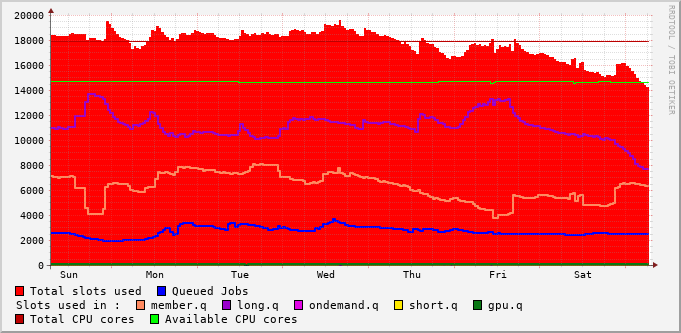 20000
18000
16000
14000
12000
10000
8000
6000
4000
2000
0
Sun Mon Tue Wed Thu Fri Sat
RRDTOOL / TOBI OETIKER
Total slots used Queued Jobs
Slots used in : member.q long.q ondemand.q short.q gpu.q
Total CPU cores Available CPU cores